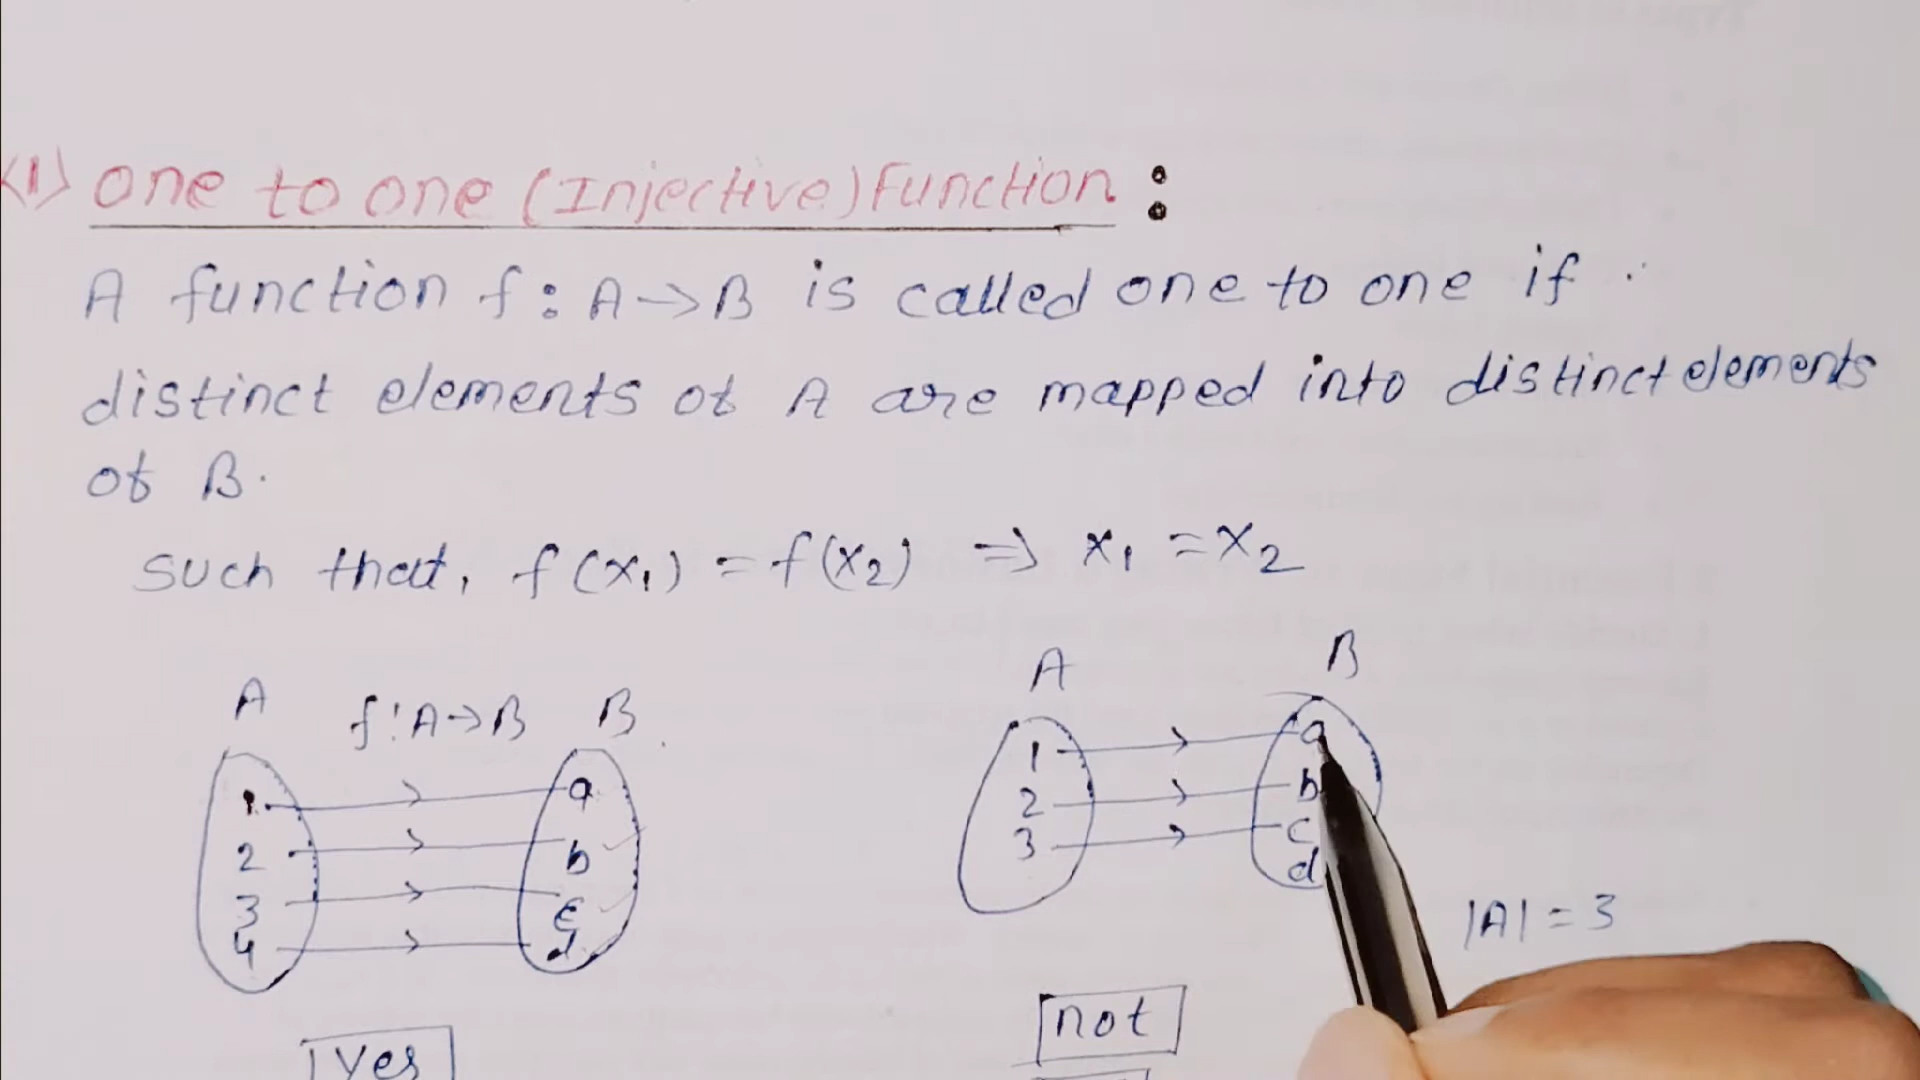 <1> one to one (Injective) Function :
A function f : A → B is called one to one if
distinct elements of A are mapped into distinct elements
of B.
such that, f(x₁) = f(x₂) ⇒ x₁ = x₂
A f: A→B B
1 a
2 b
3 c
4 d
Yes
A B
1 a
2 b
3 c
d
|A| = 3
not